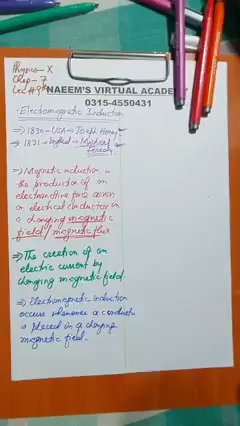 Physics - X
Chap - 7
Lec # 9
NAEEM'S VIRTUAL ACADEMY
0315-4550431
Electromagnetic Induction
⇒ 1830 - USA → Joseph Henry ✓
⇒ 1831 - England → Michael
Faraday
⇒ Magnetic induction is
the production of an
electromotive force across
an electrical conductor in
a changing magnetic
field / magnetic flux
⇒ The creation of an
electric current by
changing magnetic field
⇒ Electromagnetic Induction
occurs whenever a conductor
is placed in a changing
magnetic field.